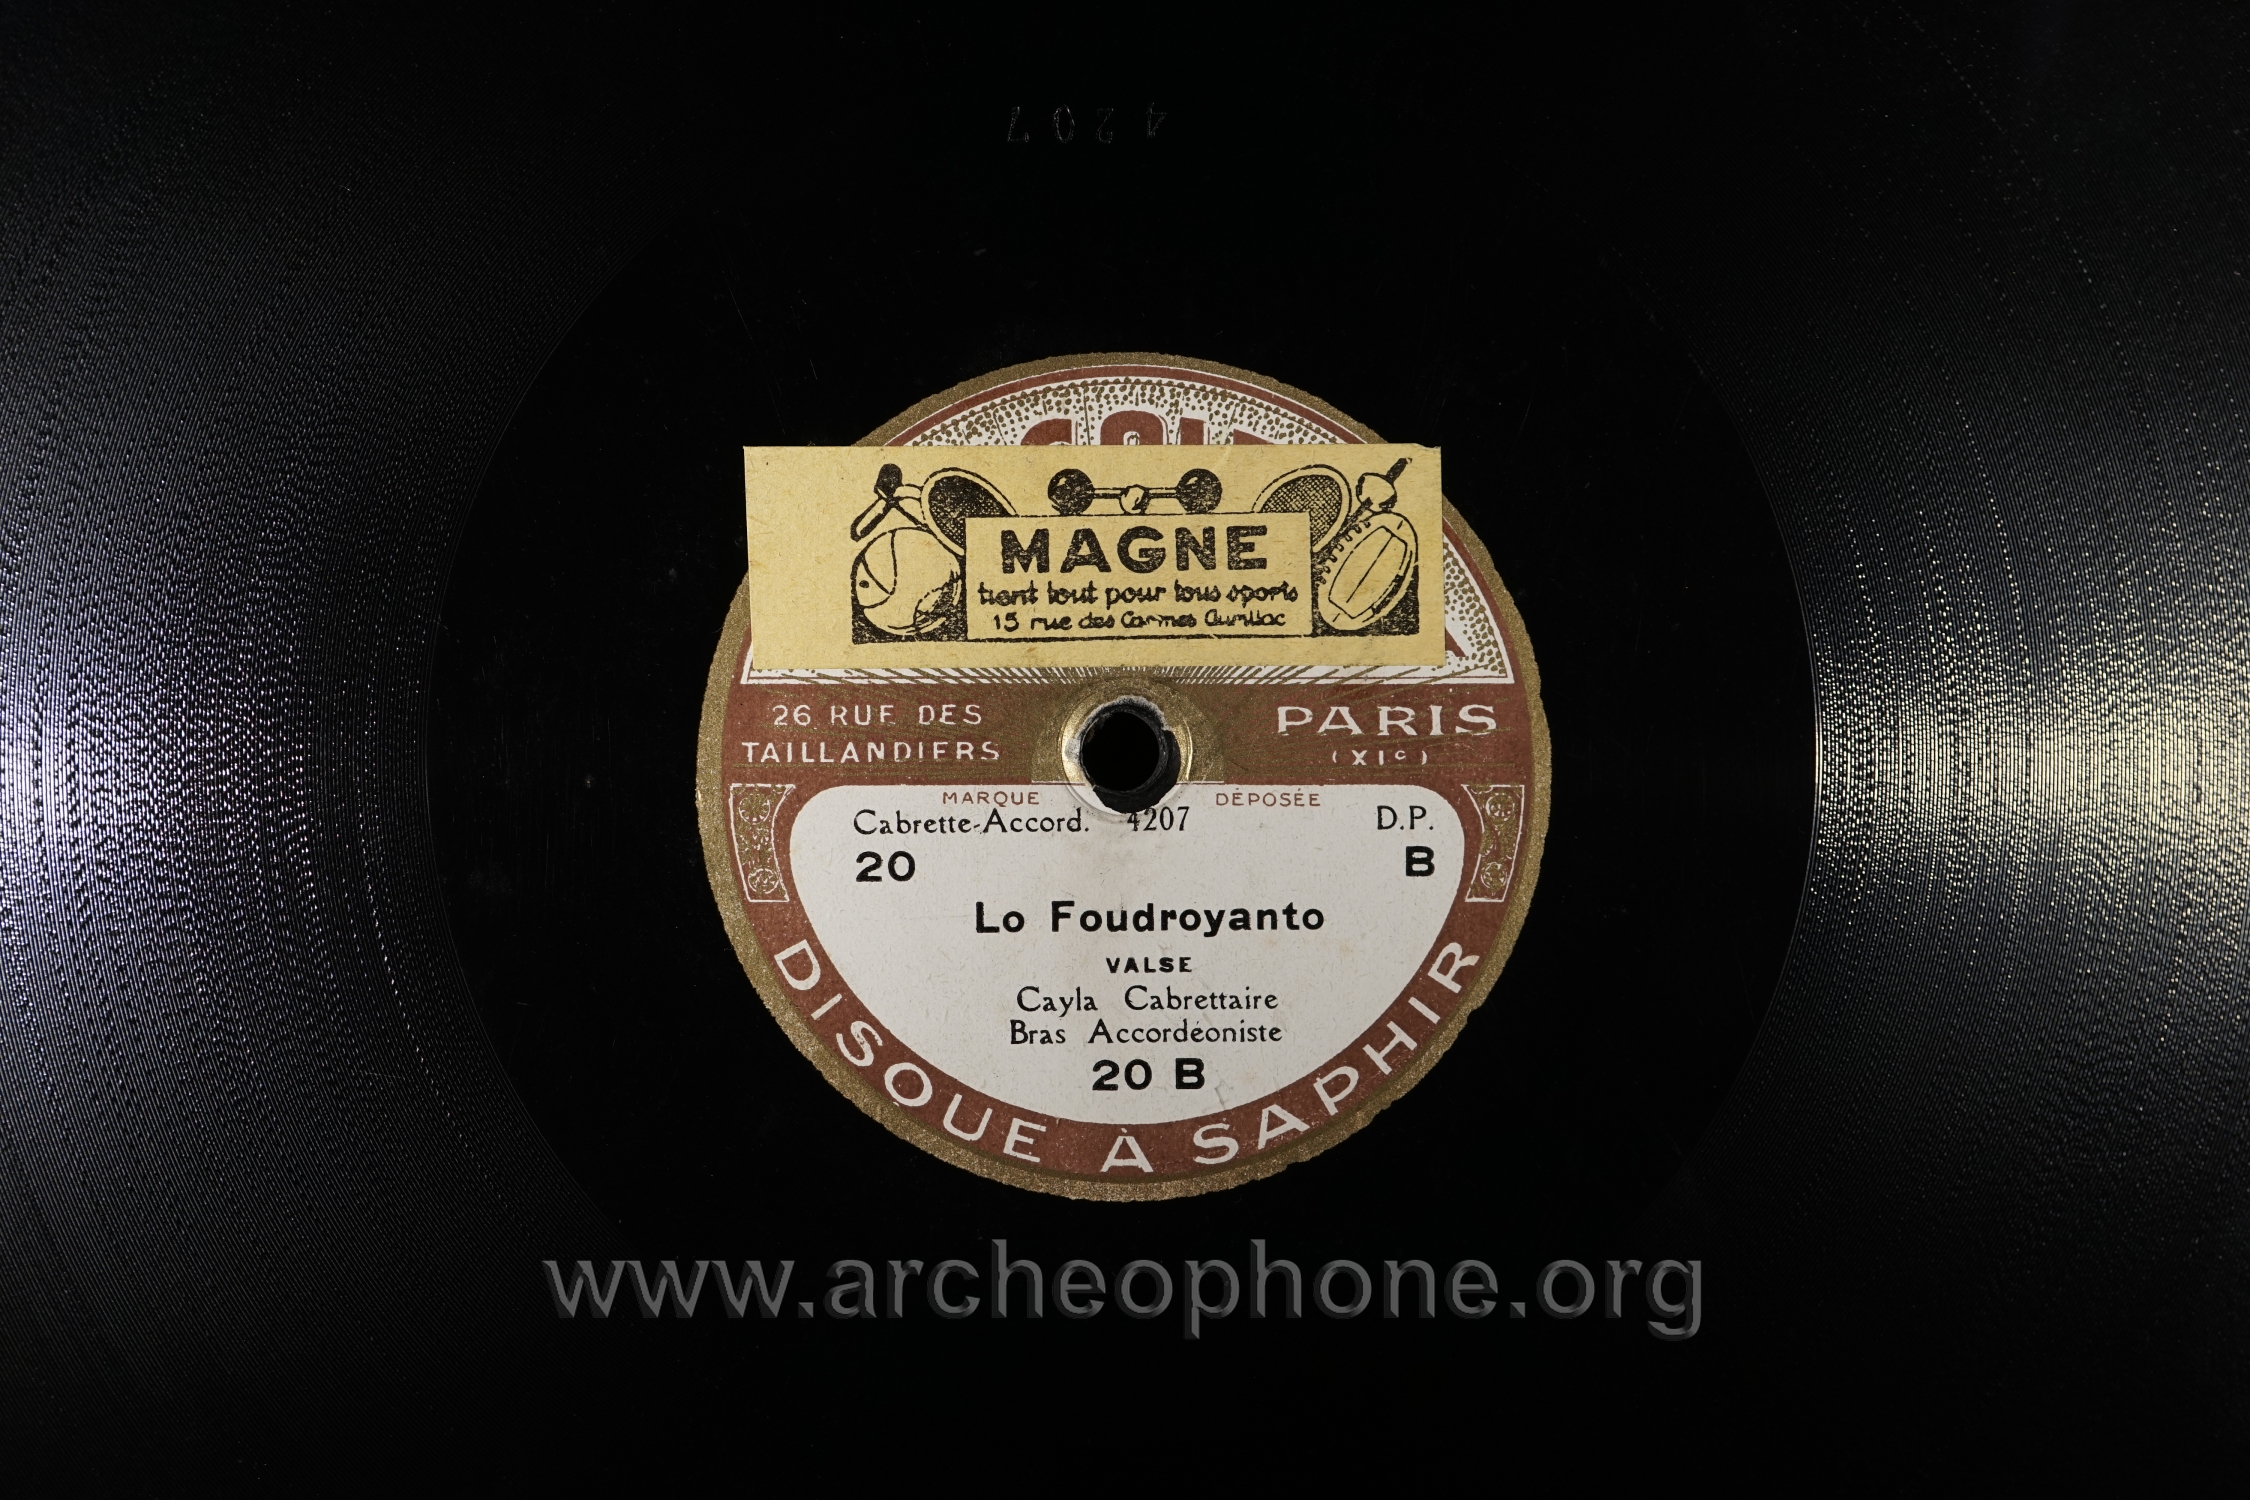 4207
MAGNE
tient tout pour tous sports
15 rue des Carmes Aurillac
26 RUE DES
TAILLANDIERS
PARIS
(XIᵉ)
MARQUE DÉPOSÉE
Cabrette-Accord. 4207 D.P.
20 B
Lo Foudroyanto
VALSE
Cayla Cabrettaire
Bras Accordéoniste
20 B
DISQUE À SAPHIR
www.archeophone.org